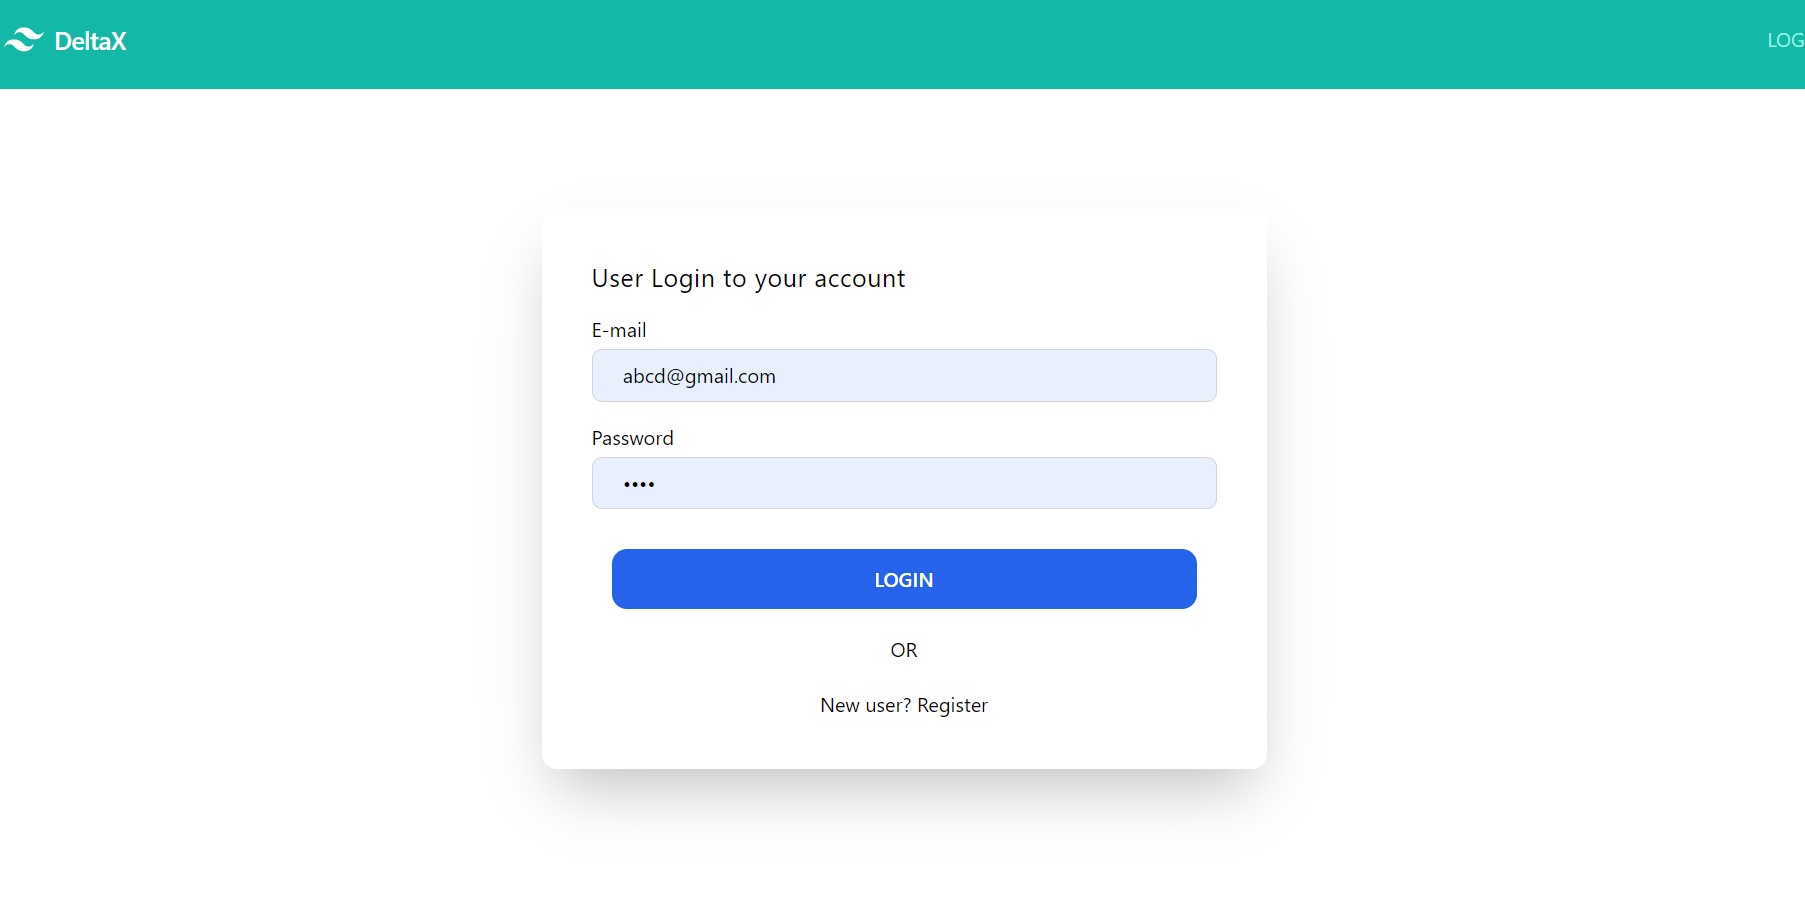 DeltaX
LOG
User Login to your account
E-mail
abcd@gmail.com
Password
••••
LOGIN
OR
New user? Register